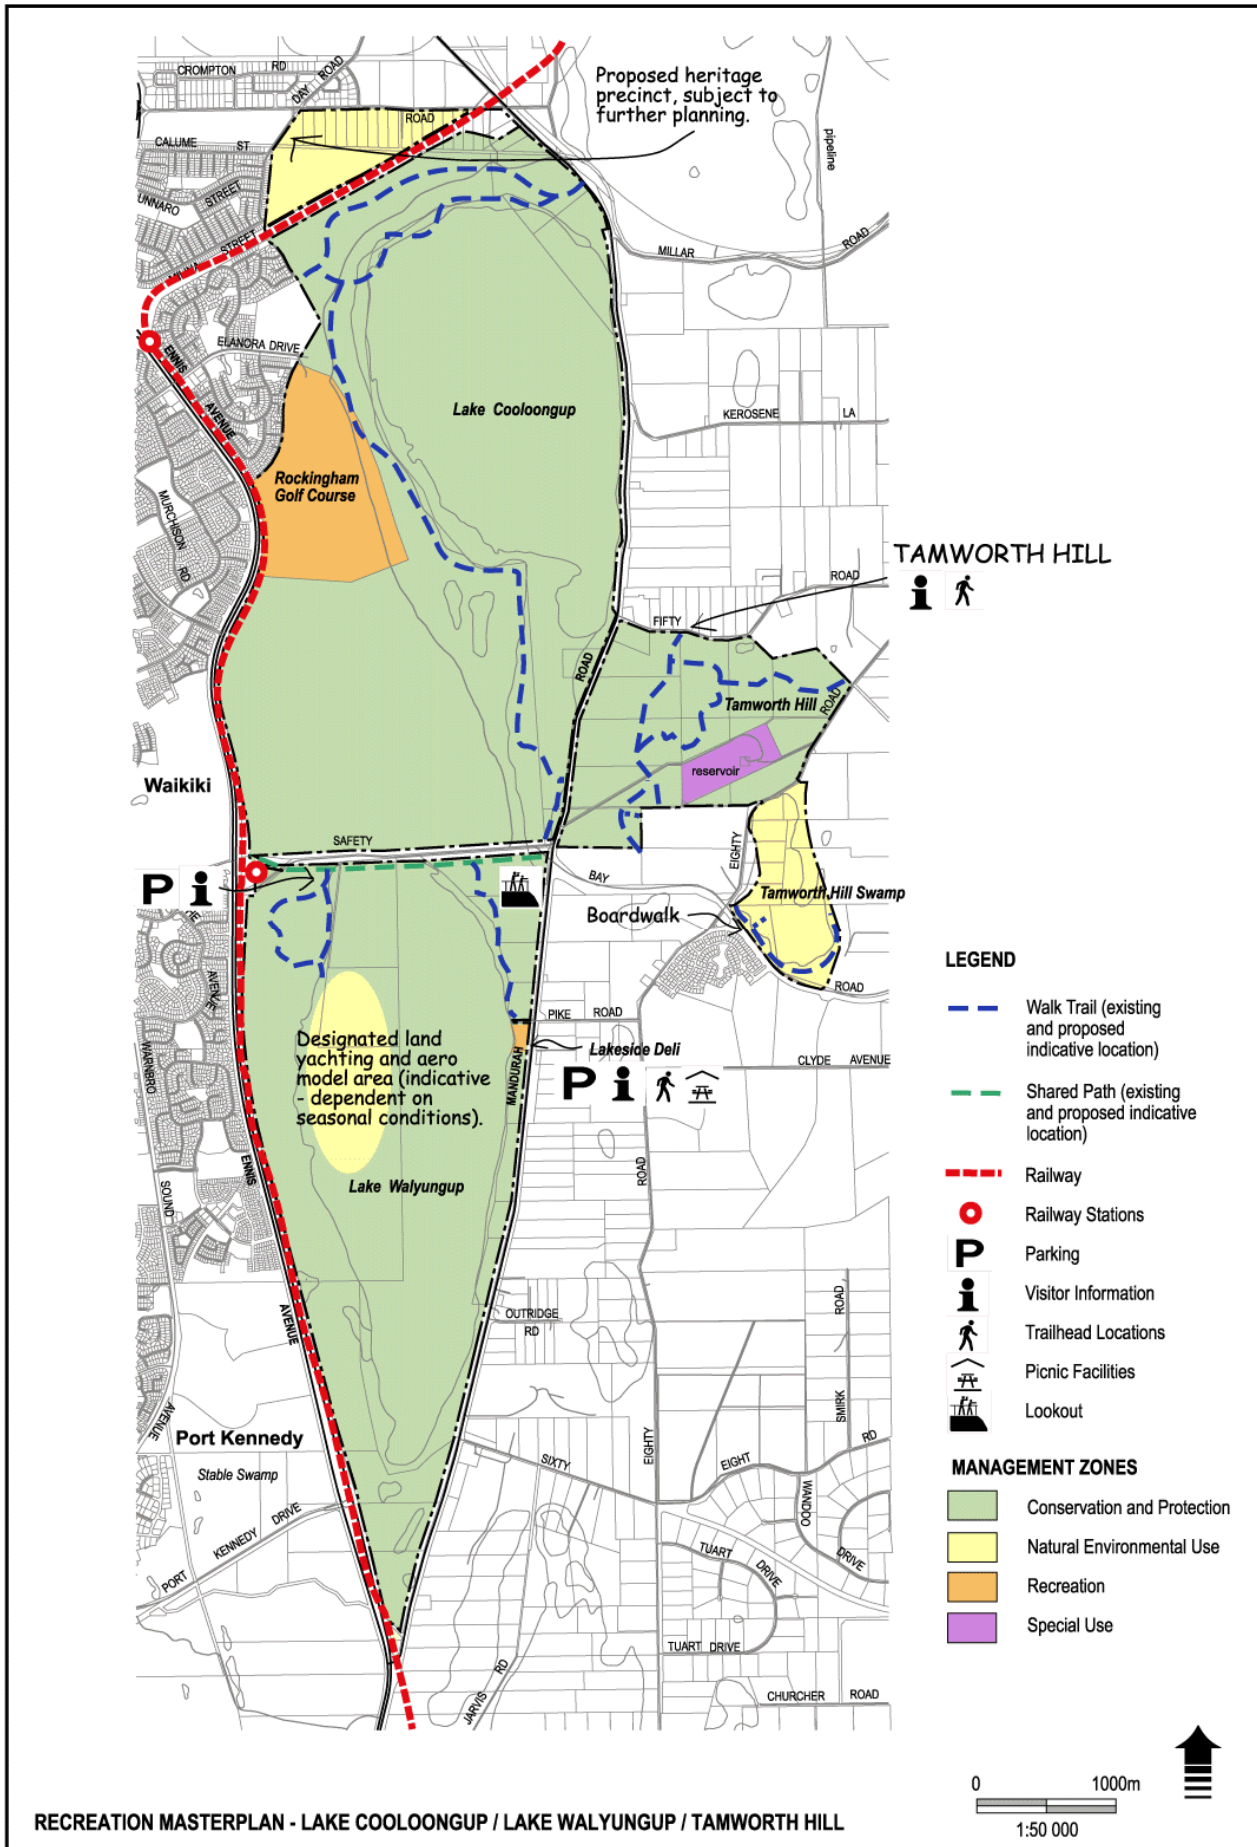 CROMPTON RD
DAY ROAD
Proposed heritage
precinct, subject to
further planning.
ROAD
CALUME ST
pipeline
STREET
UNNARO
STREET
MILLAR ROAD
ELANORA DRIVE
ENNIS
AVENUE
Lake Cooloongup
KEROSENE LA
Rockingham
Golf Course
MURCHISON
RD
TAMWORTH HILL
ROAD
FIFTY
ROAD
Tamworth Hill
ROAD
reservoir
Waikiki
SAFETY
BAY
EIGHTY
Tamworth Hill Swamp
P
Boardwalk
ROAD
AVENUE
WARNBRO
PIKE ROAD
Designated land
yachting and aero
model area (indicative
- dependent on
seasonal conditions).
MANDURAH
Lakeside Deli
CLYDE AVENUE
P
ENNIS
ROAD
SOUND
Lake Walyungup
OUTRIDGE
RD
AVENUE
ROAD
SMIRK
AVENUE
Port Kennedy
Stable Swamp
SIXTY
EIGHTY
EIGHT
RD
WANDOO
DRIVE
PORT KENNEDY DRIVE
TUART DRIVE
TUART DRIVE
JARVIS RD
CHURCHER ROAD
LEGEND
Walk Trail (existing
and proposed
indicative location)
Shared Path (existing
and proposed indicative
location)
Railway
Railway Stations
P Parking
Visitor Information
Trailhead Locations
Picnic Facilities
Lookout
MANAGEMENT ZONES
Conservation and Protection
Natural Environmental Use
Recreation
Special Use
0 1000m
1:50 000
RECREATION MASTERPLAN - LAKE COOLOONGUP / LAKE WALYUNGUP / TAMWORTH HILL